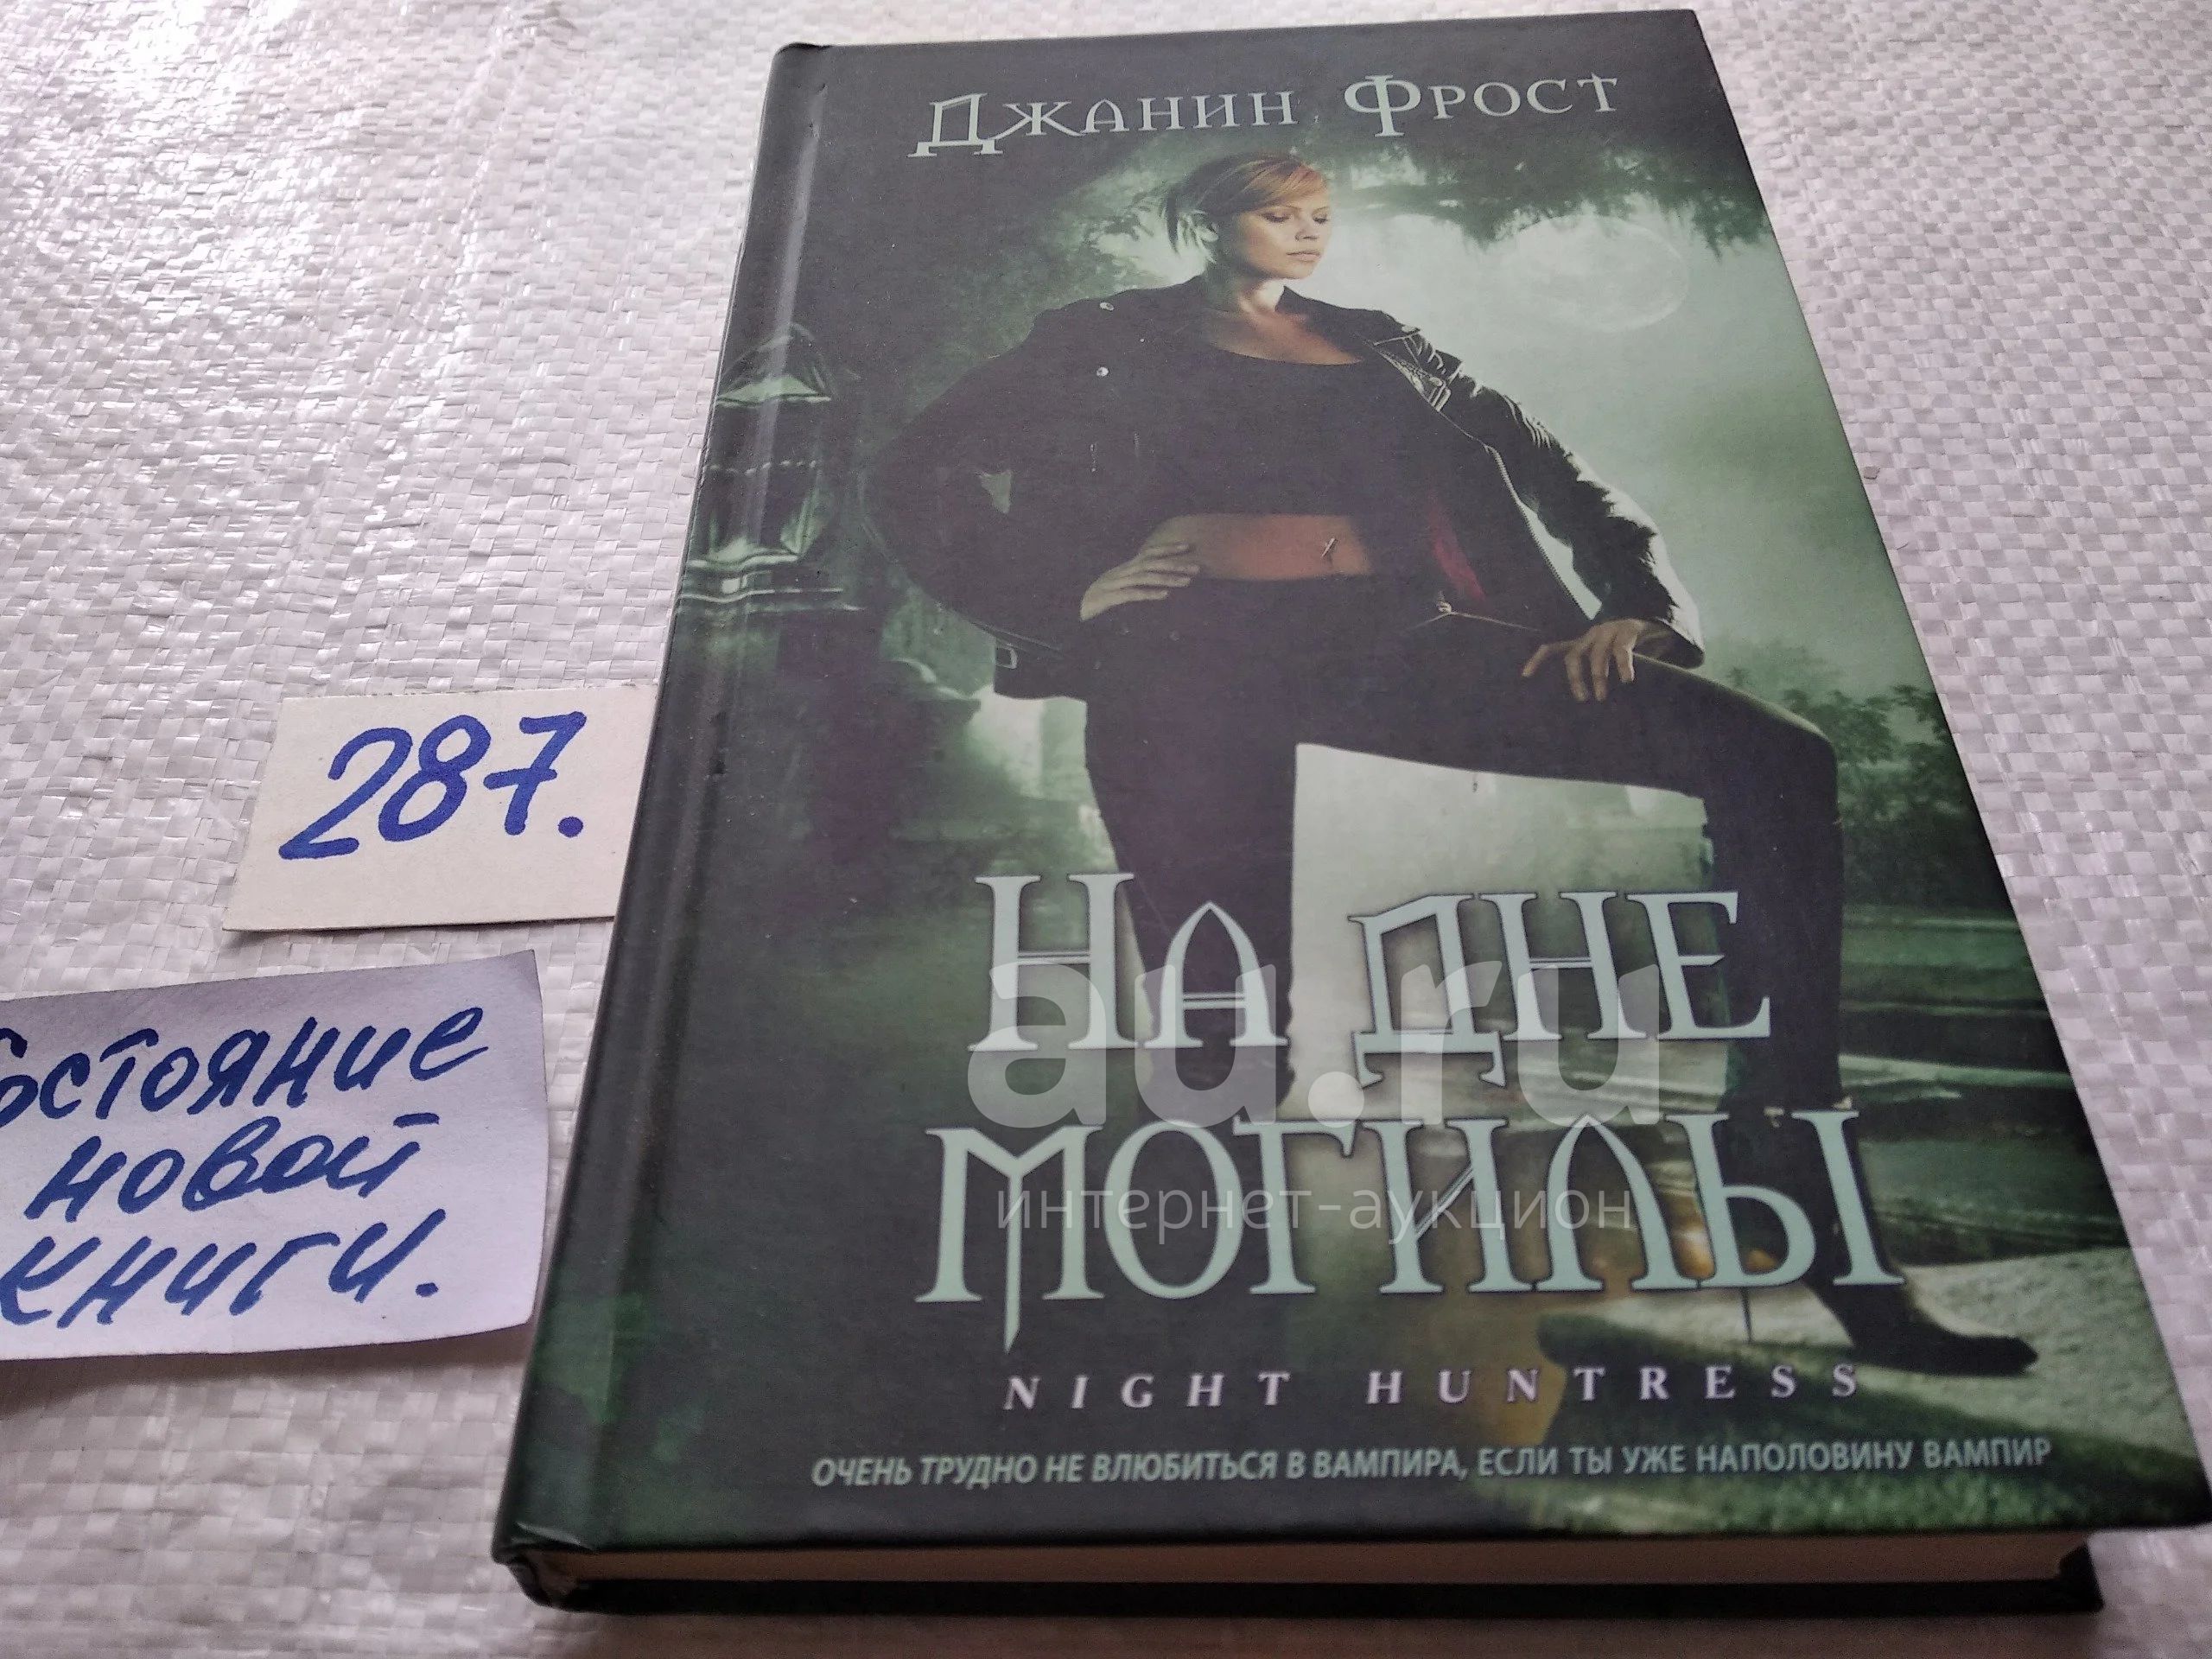 Джанин Фрост
287.
Состояние
новой
книги.
На дне
могилы
au.ru
интернет-аукцион
NIGHT HUNTRESS
ОЧЕНЬ ТРУДНО НЕ ВЛЮБИТЬСЯ В ВАМПИРА, ЕСЛИ ТЫ УЖЕ НАПОЛОВИНУ ВАМПИР